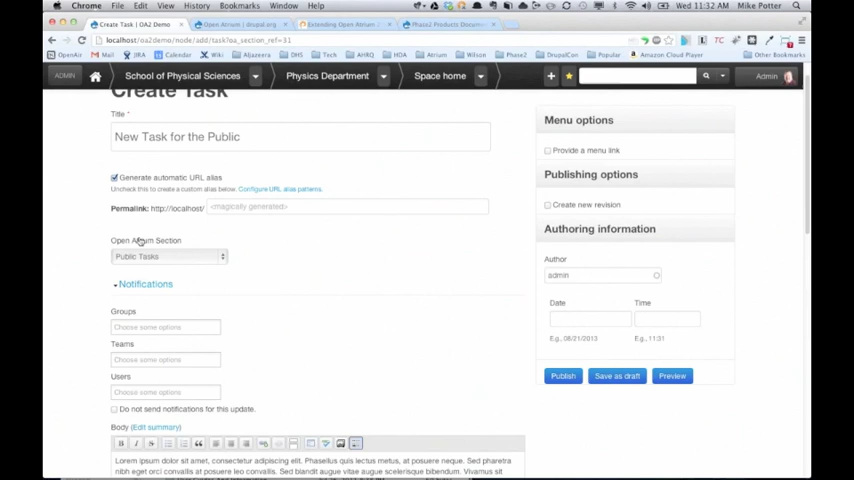 Chrome File Edit View History Bookmarks Window Help Wed 11:32 AM Mike Potter
Create Task | OA2 Demo Open Atrium | drupal.org Extending Open Atrium Phase2 Products Docume
localhost/oa2demo/node/add/task?oa_section_ref=31
OpenAir Mail JIRA Calendar Wiki Aljazeera DHS Tech AHRQ HDA Atrium Wilson Phase2 DrupalCon Popular Amazon Cloud Player Other Bookmarks
ADMIN School of Physical Sciences Physics Department Space home Admin
Create Task
Title *
New Task for the Public
Generate automatic URL alias
Uncheck this to create a custom alias below. Configure URL alias patterns.
Permalink: http://localhost/ <magically generated>
Open Atrium Section
Public Tasks
Notifications
Groups
Choose some options
Teams
Choose some options
Users
Choose some options
Do not send notifications for this update.
Body (Edit summary)
Lorem ipsum dolor sit amet, consectetur adipiscing elit. Phasellus quis lectus metus, at posuere neque. Sed pharetra
nibh eget orci convallis at posuere leo convallis. Sed blandit augue vitae augue scelerisque bibendum. Vivamus sit
Menu options
Provide a menu link
Publishing options
Create new revision
Authoring information
Author
admin
Date Time
E.g., 08/21/2013 E.g., 11:31
Publish Save as draft Preview